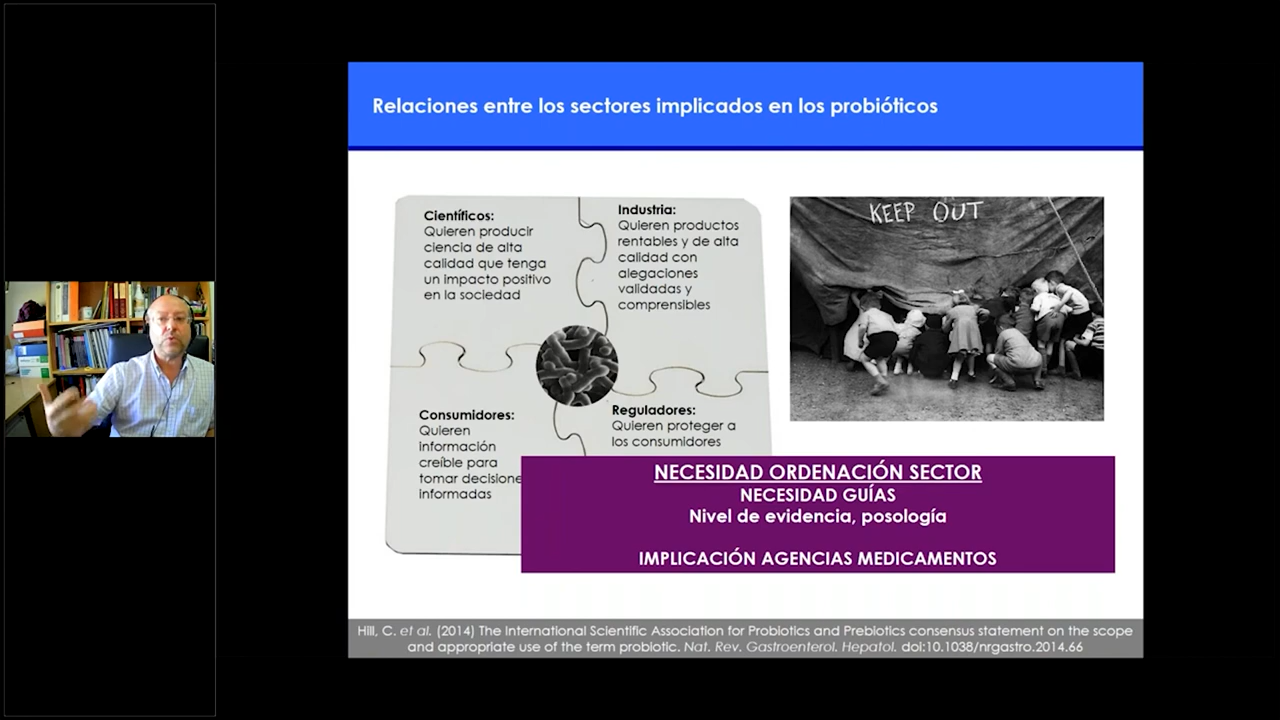 Relaciones entre los sectores implicados en los probióticos
Científicos:
Quieren producir
ciencia de alta
calidad que tenga
un impacto positivo
en la sociedad
Industria:
Quieren productos
rentables y de alta
calidad con
alegaciones
validadas y
comprensibles
KEEP OUT
Consumidores:
Quieren
información
creíble para
tomar decisione
informadas
Reguladores:
Quieren proteger a
los consumidores
NECESIDAD ORDENACIÓN SECTOR
NECESIDAD GUÍAS
Nivel de evidencia, posología
IMPLICACIÓN AGENCIAS MEDICAMENTOS
Hill, C. et al. (2014) The International Scientific Association for Probiotics and Prebiotics consensus statement on the scope
and appropriate use of the term probiotic. Nat. Rev. Gastroenterol. Hepatol. doi:10.1038/nrgastro.2014.66